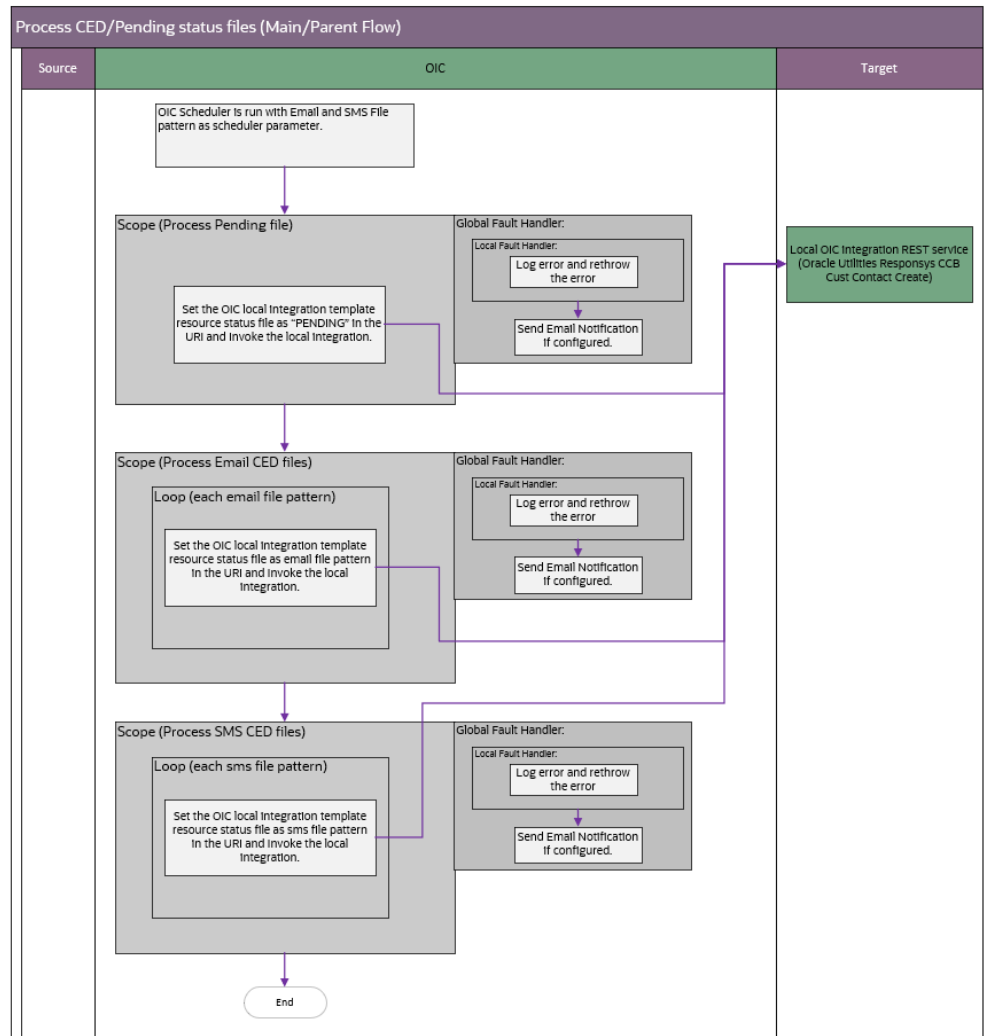 Process CED/Pending status files (Main/Parent Flow)
Source
OIC
Target
OIC Scheduler is run with Email and SMS File
pattern as scheduler parameter.
Scope (Process Pending file)
Set the OIC local integration template
resource status file as "PENDING" in the
URI and invoke the local integration.
Global Fault Handler:
Local Fault Handler:
Log error and rethrow
the error
Send Email Notification
if configured.
Local OIC integration REST service
(Oracle Utilities Responsys CCB
Cust Contact Create)
Scope (Process Email CED files)
Loop (each email file pattern)
Set the OIC local integration template
resource status file as email file pattern
in the URI and invoke the local
integration.
Global Fault Handler:
Local Fault Handler:
Log error and rethrow
the error
Send Email Notification
if configured.
Scope (Process SMS CED files)
Loop (each sms file pattern)
Set the OIC local integration template
resource status file as sms file pattern
in the URI and invoke the local
integration.
Global Fault Handler:
Local Fault Handler:
Log error and rethrow
the error
Send Email Notification
if configured.
End